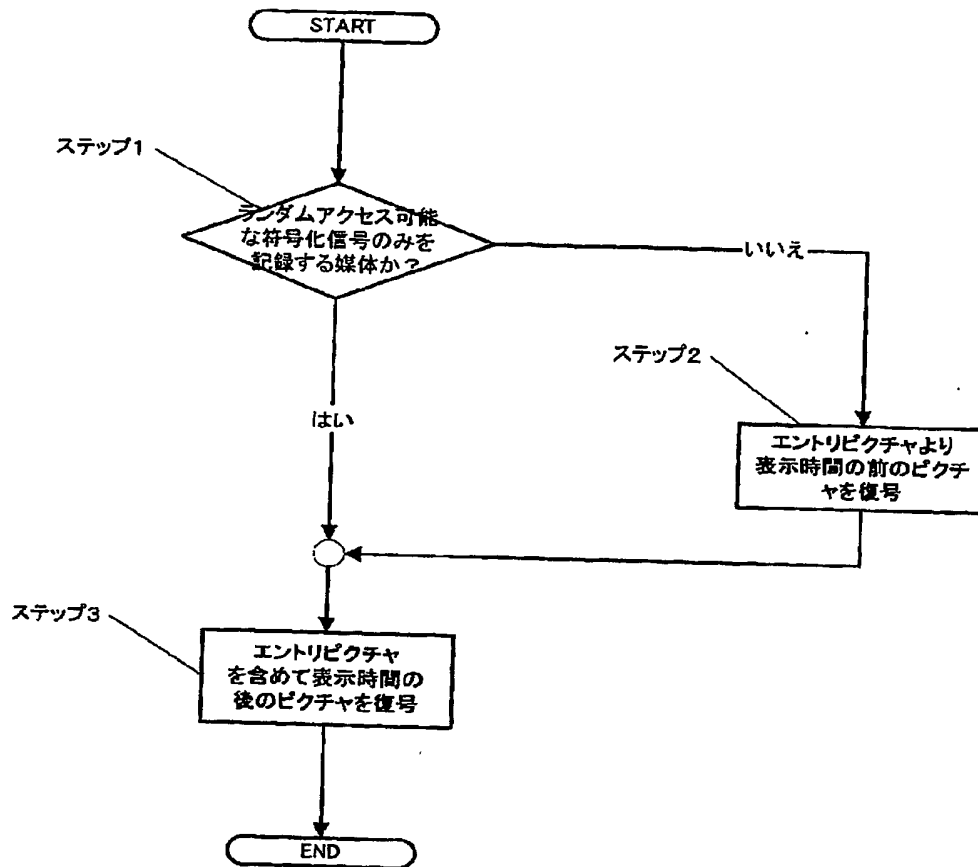 START
ステップ1
ランダムアクセス可能
な符号化信号のみを
記録する媒体か？
いいえ
ステップ2
はい
エントリピクチャより
表示時間の前のピクチ
ャを復号
ステップ3
エントリピクチャ
を含めて表示時間の
後のピクチャを復号
END